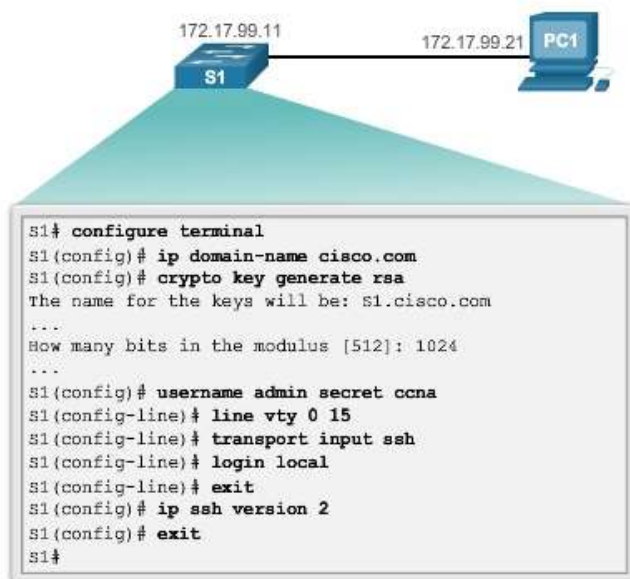 172.17.99.11
172.17.99.21
PC1
S1
S1# configure terminal
S1(config)# ip domain-name cisco.com
S1(config)# crypto key generate rsa
The name for the keys will be: S1.cisco.com
...
How many bits in the modulus [512]: 1024
...
S1(config)# username admin secret ccna
S1(config-line)# line vty 0 15
S1(config-line)# transport input ssh
S1(config-line)# login local
S1(config-line)# exit
S1(config)# ip ssh version 2
S1(config)# exit
S1#